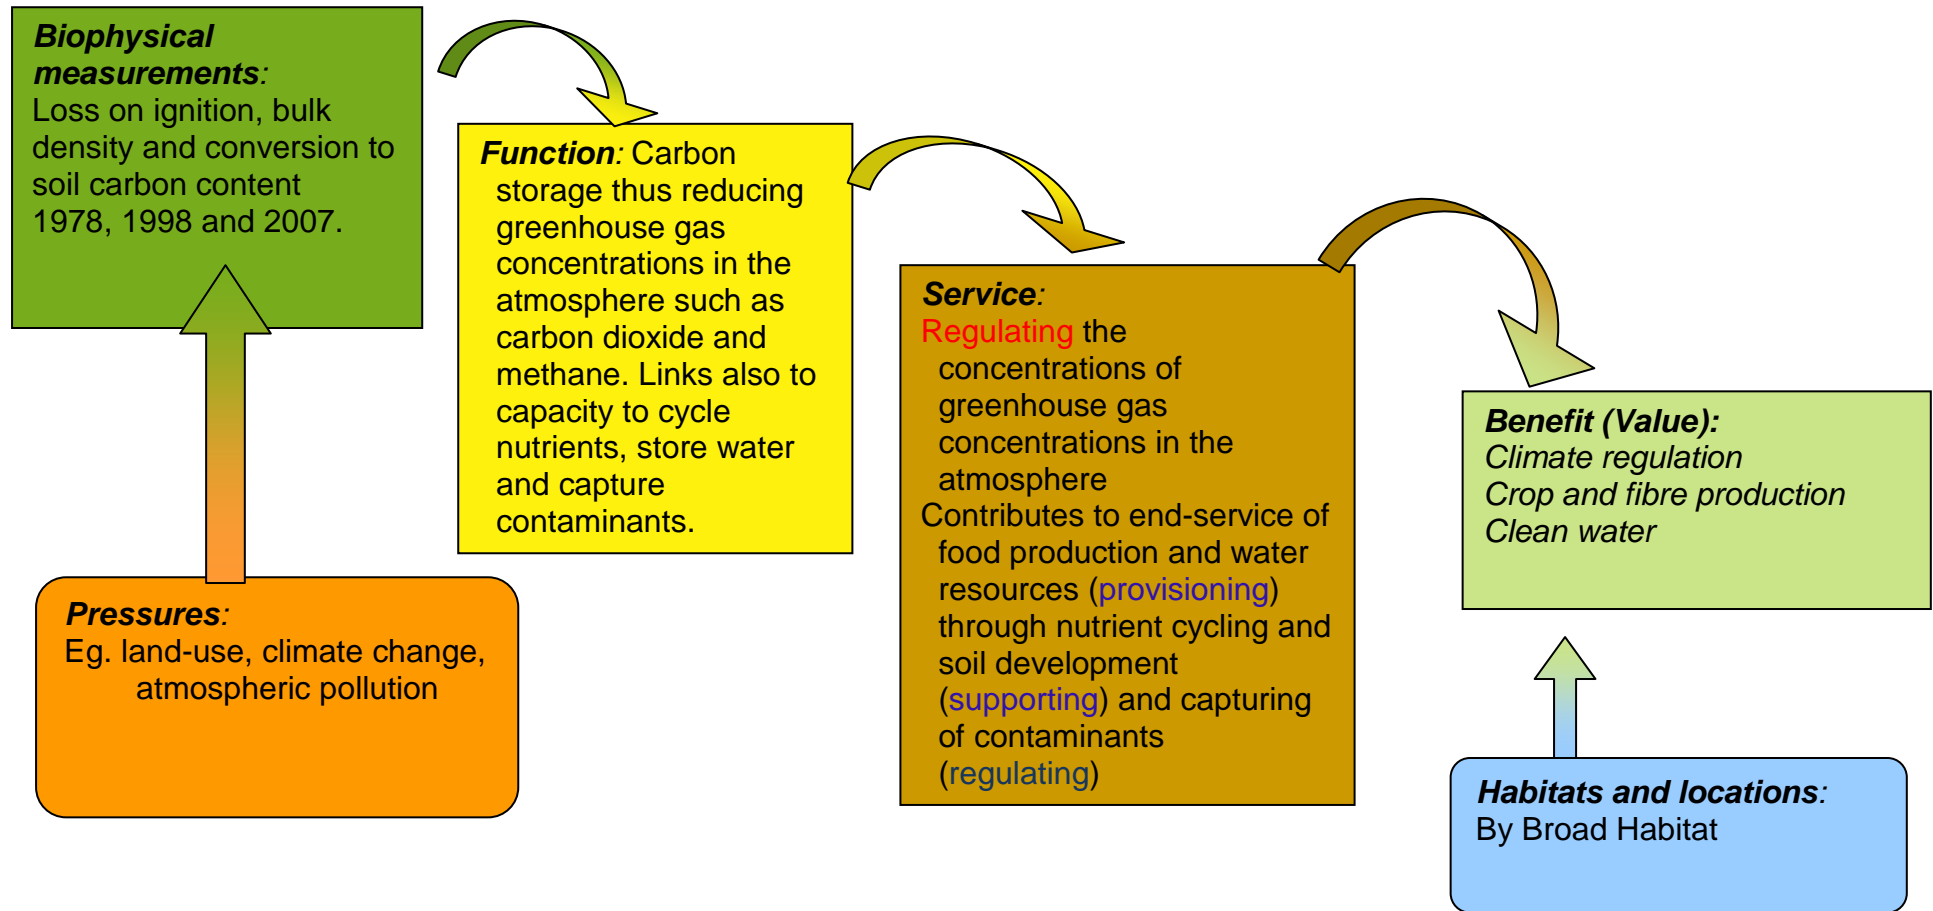 Biophysical
measurements:
Loss on ignition, bulk
density and conversion to
soil carbon content
1978, 1998 and 2007.
Function: Carbon
storage thus reducing
greenhouse gas
concentrations in the
atmosphere such as
carbon dioxide and
methane. Links also to
capacity to cycle
nutrients, store water
and capture
contaminants.
Service:
Regulating the
concentrations of
greenhouse gas
concentrations in the
atmosphere
Contributes to end-service of
food production and water
resources (provisioning)
through nutrient cycling and
soil development
(supporting) and capturing
of contaminants
(regulating)
Benefit (Value):
Climate regulation
Crop and fibre production
Clean water
Pressures:
Eg. land-use, climate change,
atmospheric pollution
Habitats and locations:
By Broad Habitat